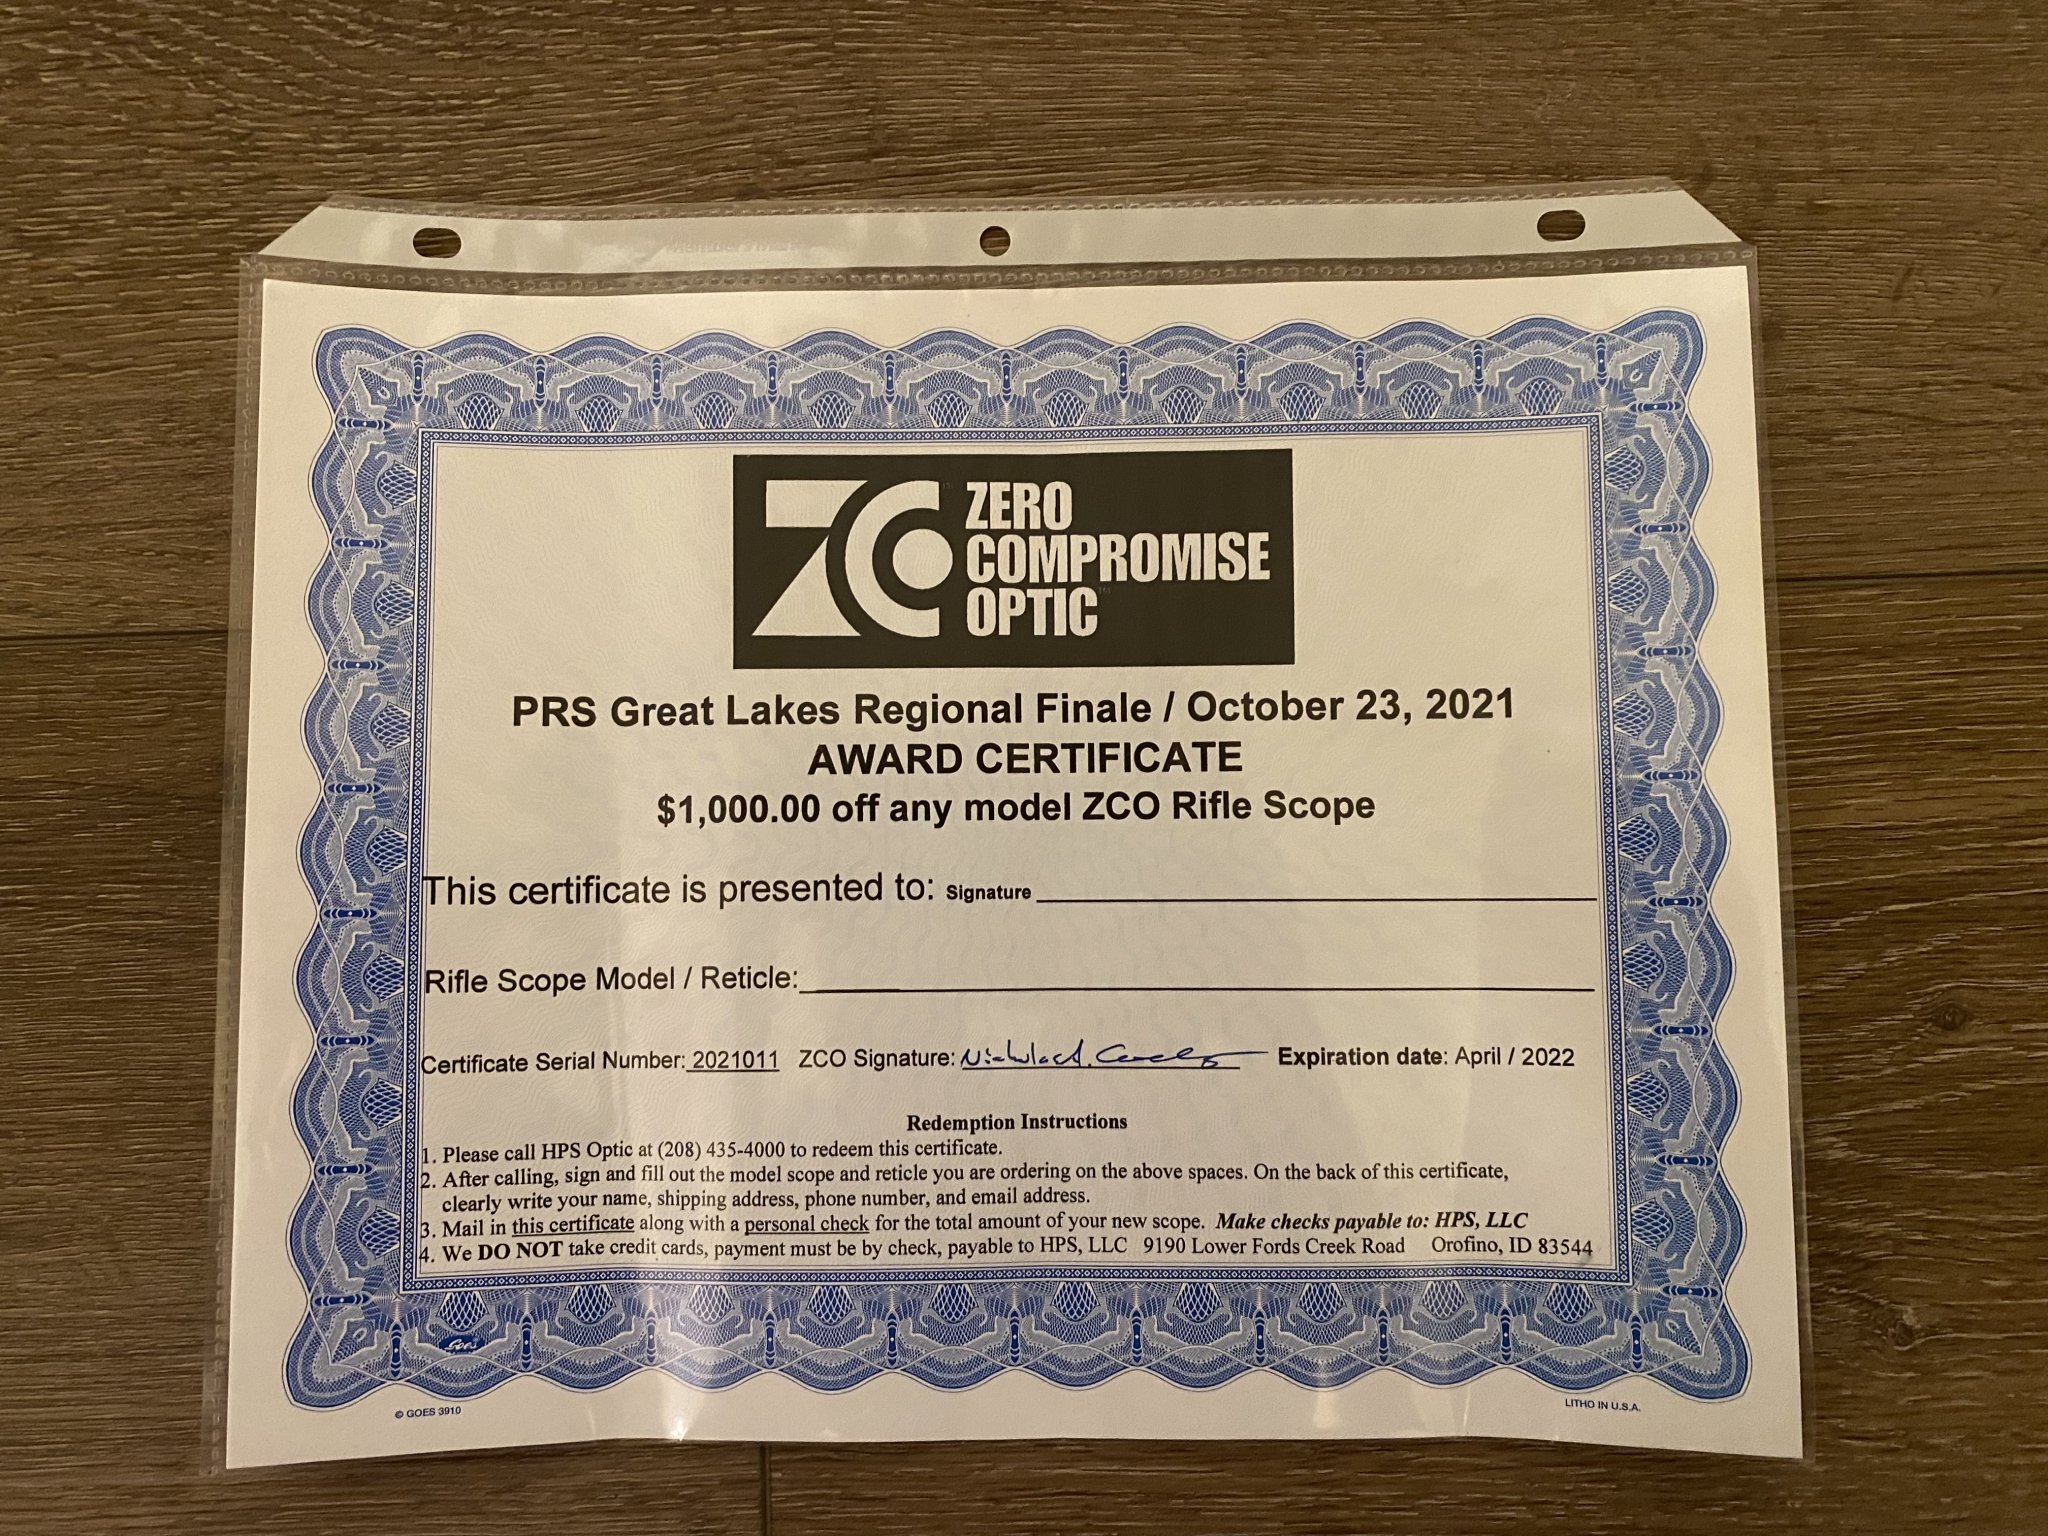 ZERO
COMPROMISE
OPTIC
PRS Great Lakes Regional Finale / October 23, 2021
AWARD CERTIFICATE
$1,000.00 off any model ZCO Rifle Scope
This certificate is presented to: Signature
Rifle Scope Model / Reticle:
Certificate Serial Number: 2021011 ZCO Signature: Expiration date: April / 2022
Redemption Instructions
1. Please call HPS Optic at (208) 435-4000 to redeem this certificate.
2. After calling, sign and fill out the model scope and reticle you are ordering on the above spaces. On the back of this certificate,
clearly write your name, shipping address, phone number, and email address.
3. Mail in this certificate along with a personal check for the total amount of your new scope. Make checks payable to: HPS, LLC
4. We DO NOT take credit cards, payment must be by check, payable to HPS, LLC 9190 Lower Fords Creek Road Orofino, ID 83544
Goes
© GOES 3910
LITHO IN U.S.A.